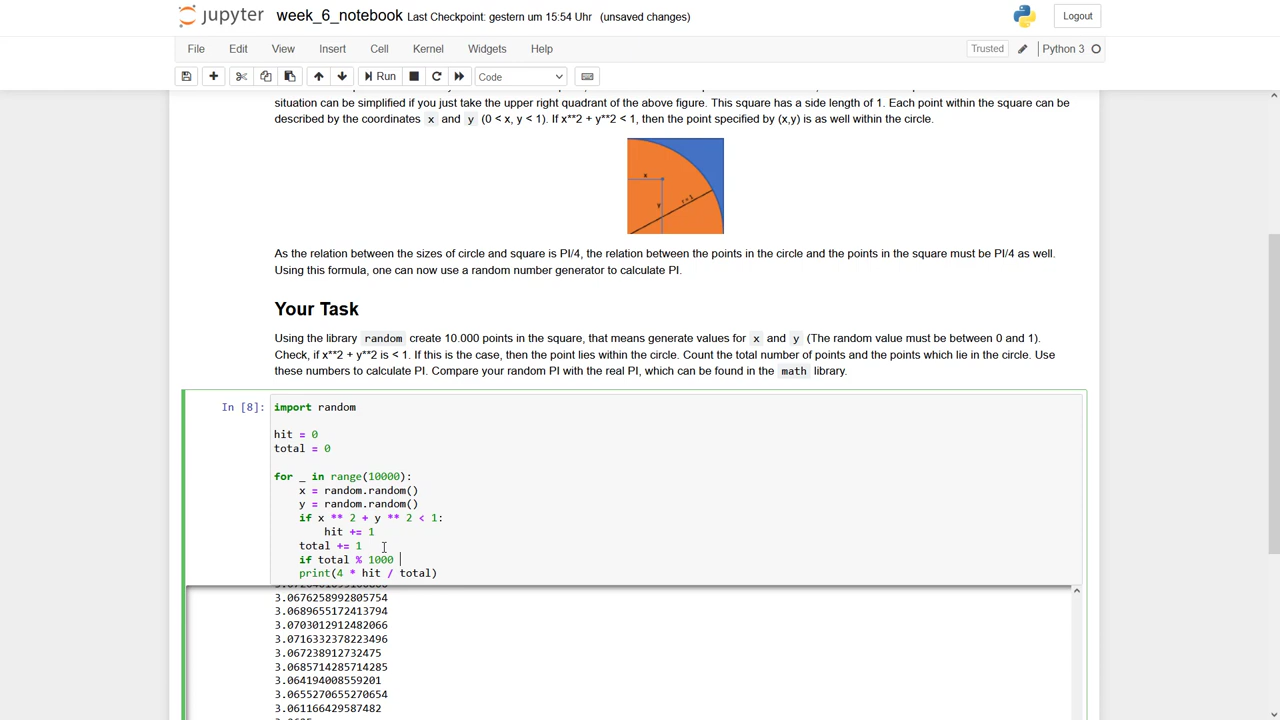 jupyter week_6_notebook Last Checkpoint: gestern um 15:54 Uhr (unsaved changes) Logout
File Edit View Insert Cell Kernel Widgets Help Trusted Python 3
Run Code
situation can be simplified if you just take the upper right quadrant of the above figure. This square has a side length of 1. Each point within the square can be
described by the coordinates x and y (0 < x, y < 1). If x**2 + y**2 < 1, then the point specified by (x,y) is as well within the circle.
x
r=1
y
As the relation between the sizes of circle and square is PI/4, the relation between the points in the circle and the points in the square must be PI/4 as well.
Using this formula, one can now use a random number generator to calculate PI.
Your Task
Using the library random create 10.000 points in the square, that means generate values for x and y (The random value must be between 0 and 1).
Check, if x**2 + y**2 is < 1. If this is the case, then the point lies within the circle. Count the total number of points and the points which lie in the circle. Use
these numbers to calculate PI. Compare your random PI with the real PI, which can be found in the math library.
In [8]: import random
hit = 0
total = 0
for _ in range(10000):
x = random.random()
y = random.random()
if x ** 2 + y ** 2 < 1:
hit += 1
total += 1
if total % 1000
print(4 * hit / total)
3.0676258992805754
3.0689655172413794
3.0703012912482066
3.0716332378223496
3.067238912732475
3.0685714285714285
3.064194008559201
3.0655270655270654
3.061166429587482